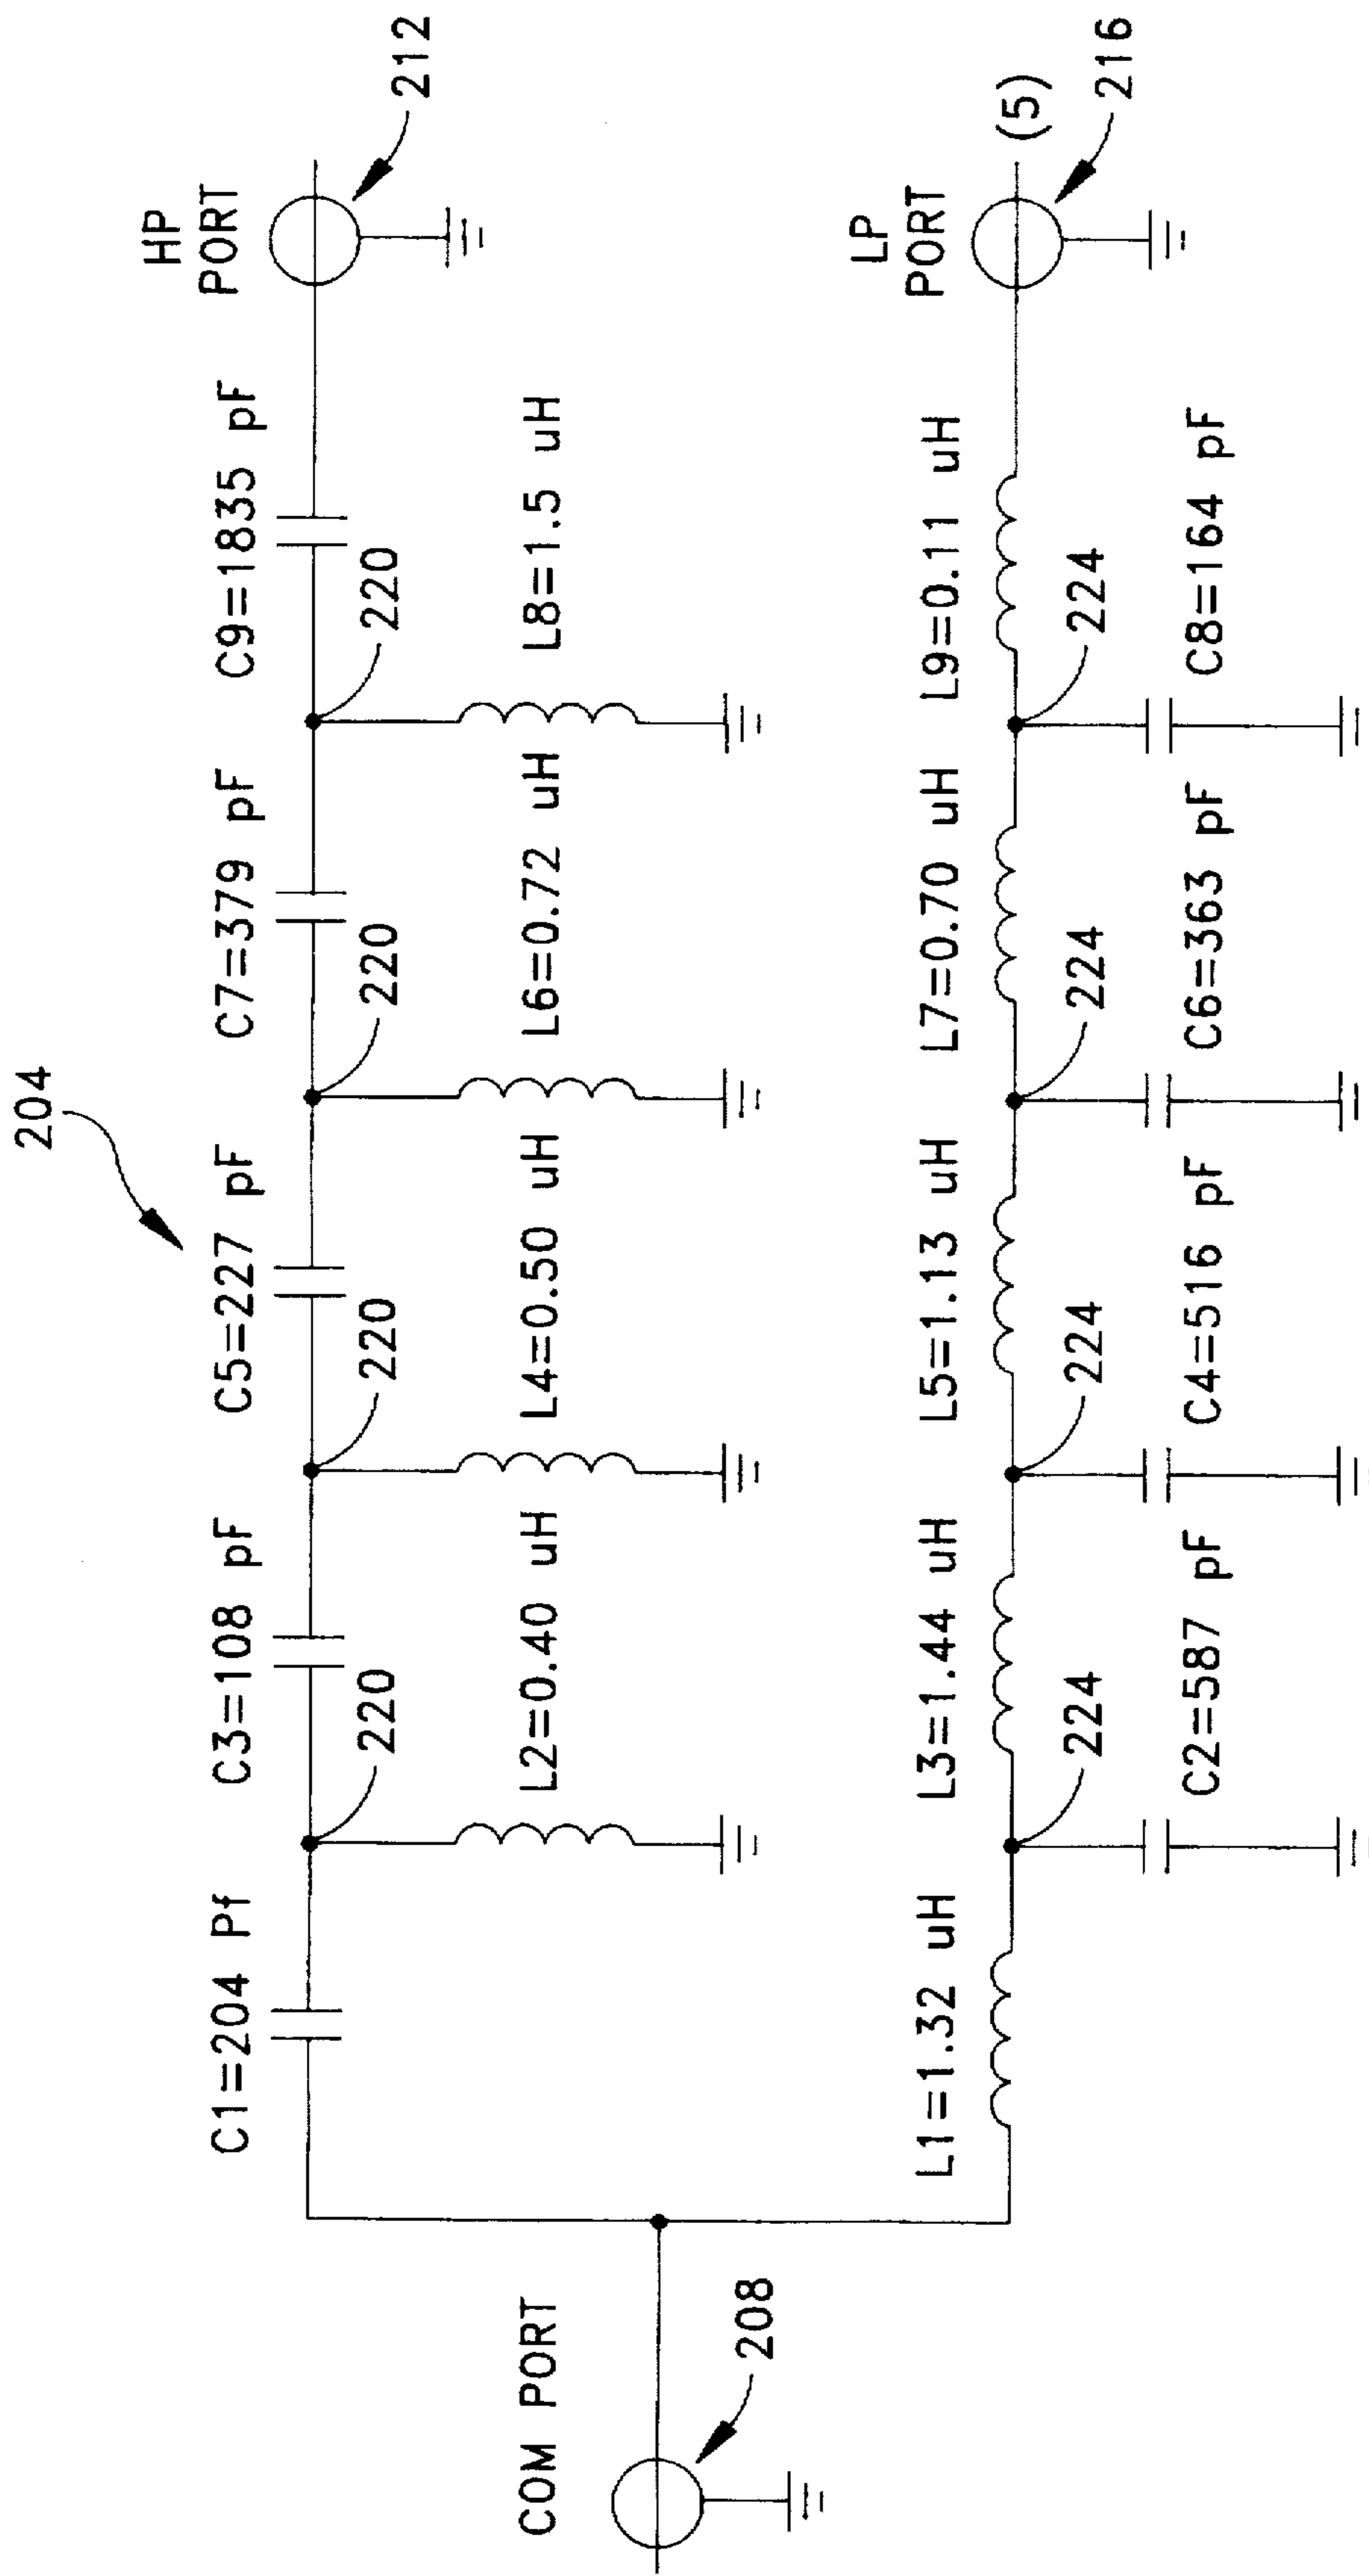 204
C1=204 Pf
C3=108 pF
C5=227 pF
C7=379 pF
C9=1835 pF
HP
PORT
212
220
220
220
220
L2=0.40 uH
L4=0.50 uH
L6=0.72 uH
L8=1.5 uH
COM PORT
208
L1=1.32 uH
L3=1.44 uH
L5=1.13 uH
L7=0.70 uH
L9=0.11 uH
LP
PORT
(5)
216
224
224
224
224
C2=587 pF
C4=516 pF
C6=363 pF
C8=164 pF